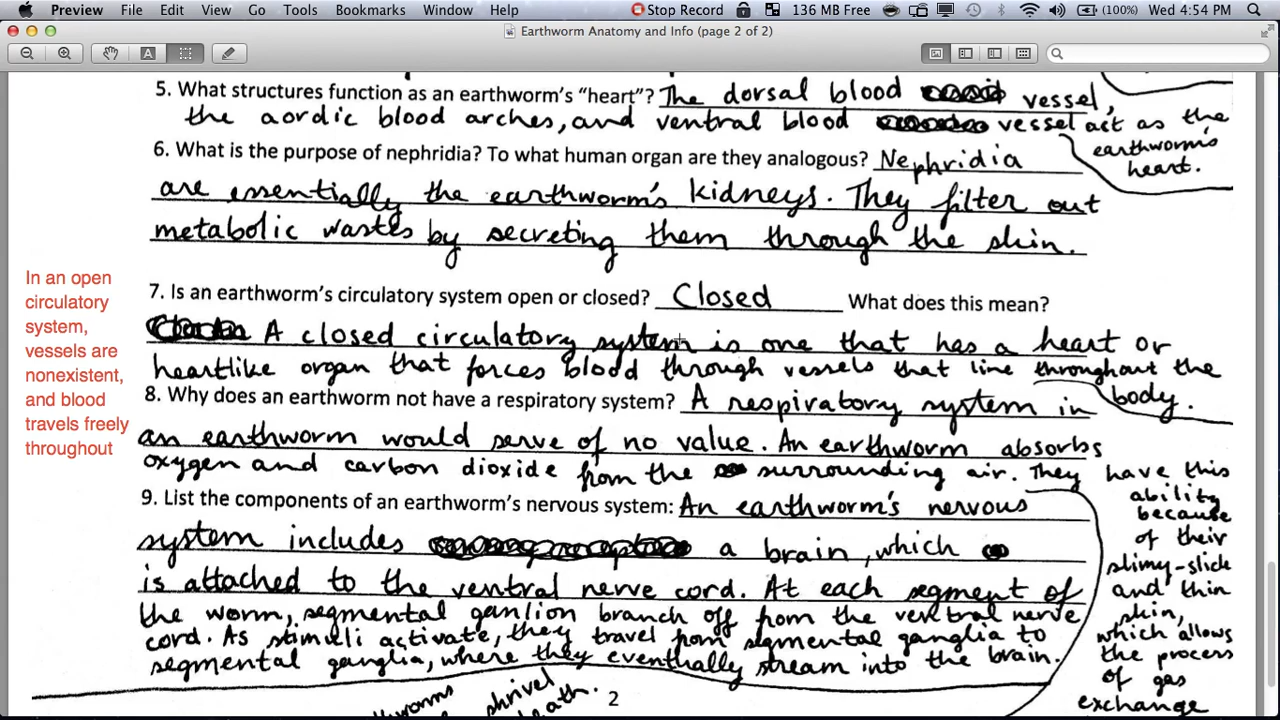 Preview File Edit View Go Tools Bookmarks Window Help Stop Record 136 MB Free (100%) Wed 4:54 PM
Earthworm Anatomy and Info (page 2 of 2)
5. What structures function as an earthworm's "heart"? The dorsal blood vessel,
the aordic blood arches, and ventral blood vessel act as the
earthworm's
heart.
6. What is the purpose of nephridia? To what human organ are they analogous? Nephridia
are essentially the earthworm's kidneys. They filter out
metabolic wastes by secreting them through the skin.
In an open
circulatory
system,
vessels are
nonexistent,
and blood
travels freely
throughout
7. Is an earthworm's circulatory system open or closed? Closed What does this mean?
A closed circulatory system is one that has a heart or
heartlike organ that forces blood through vessels that line throughout the
body.
8. Why does an earthworm not have a respiratory system? A respiratory system in
an earthworm would serve of no value. An earthworm absorbs
oxygen and carbon dioxide from the surrounding air. They have this
ability
because
of their
slimy-slick
and thin
skin,
which allows
the process
of gas
exchange
9. List the components of an earthworm's nervous system: An earthworm's nervous
system includes a brain, which
is attached to the ventral nerve cord. At each segment of
the worm, segmental ganlion branch off from the ventral nerve
cord. As stimuli activate, they travel from segmental ganglia to
segmental ganglia, where they eventually stream into the brain.
shrivel
2